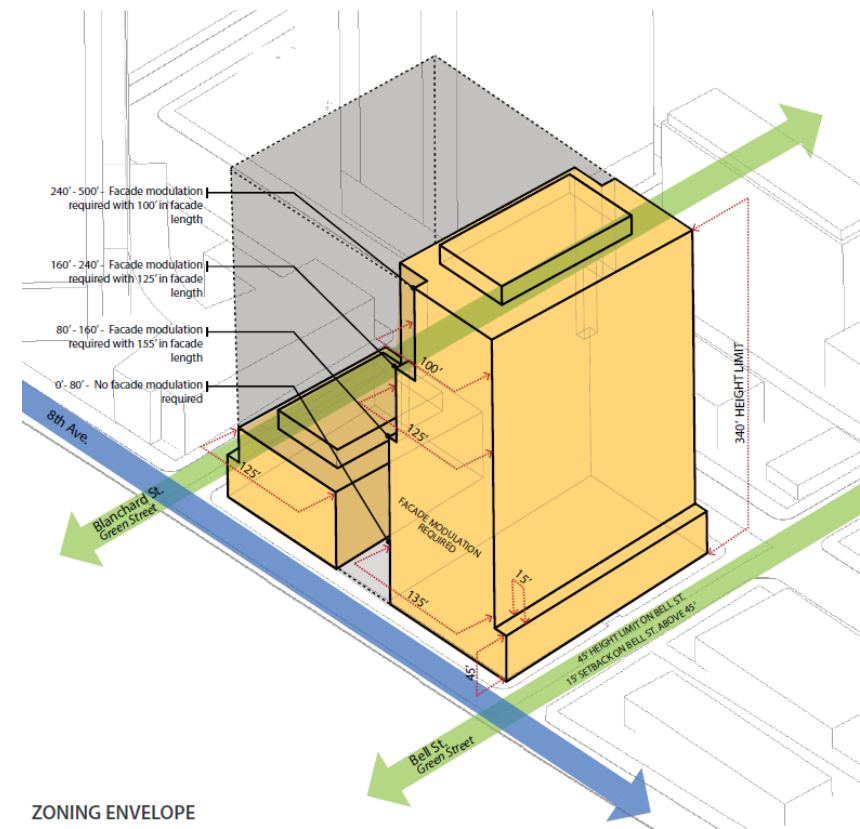 240' - 500' - Facade modulation
required with 100' in facade
length
160' - 240' - Facade modulation
required with 125' in facade
length
80' - 160' - Facade modulation
required with 155' in facade
length
0' - 80' - No facade modulation
required
8th Ave.
Blanchard St.
Green Street
125'
100'
125'
FACADE MODULATION
REQUIRED
135'
15'
45'
340' HEIGHT LIMIT
45' HEIGHT LIMIT ON BELL ST.
15' SETBACK ON BELL ST. ABOVE 45'
Bell St.
Green Street
ZONING ENVELOPE